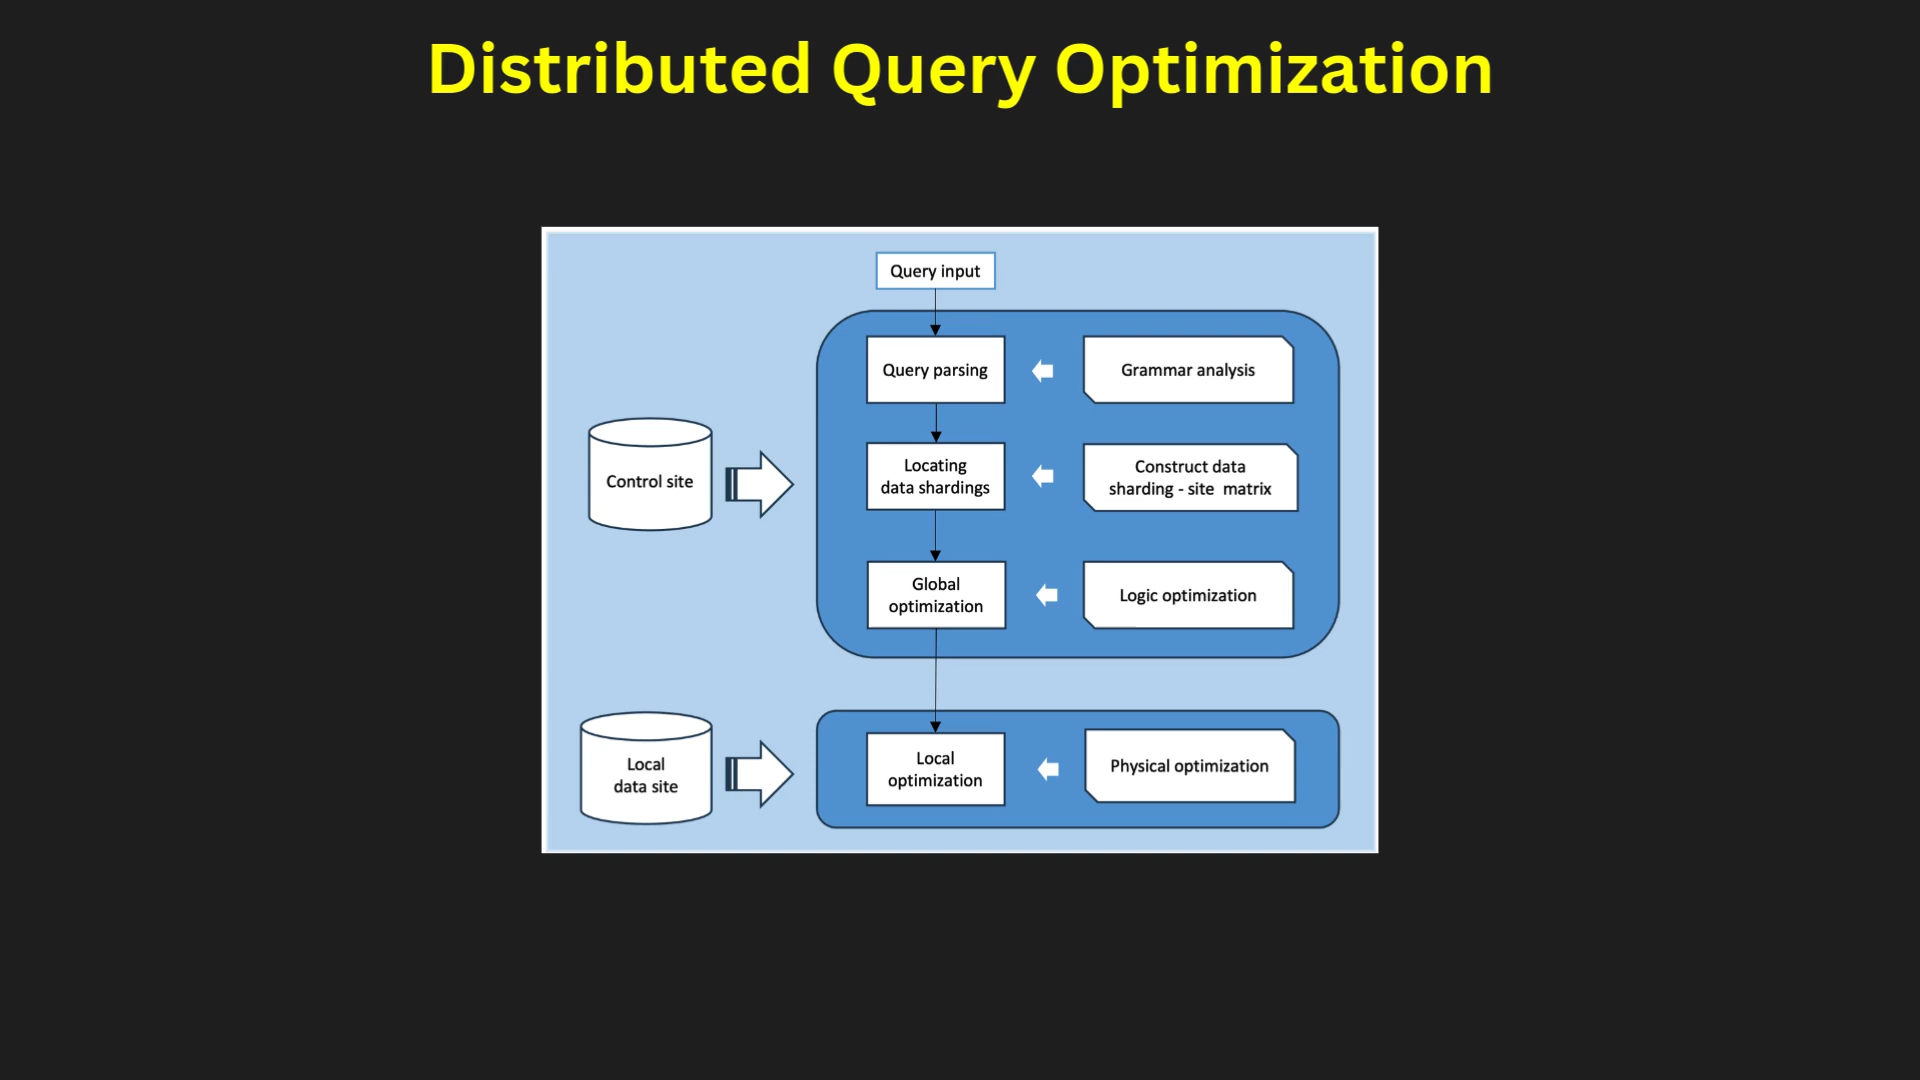 Distributed Query Optimization
Query input
Query parsing
Grammar analysis
Control site
Locating
data shardings
Construct data
sharding - site matrix
Global
optimization
Logic optimization
Local
data site
Local
optimization
Physical optimization